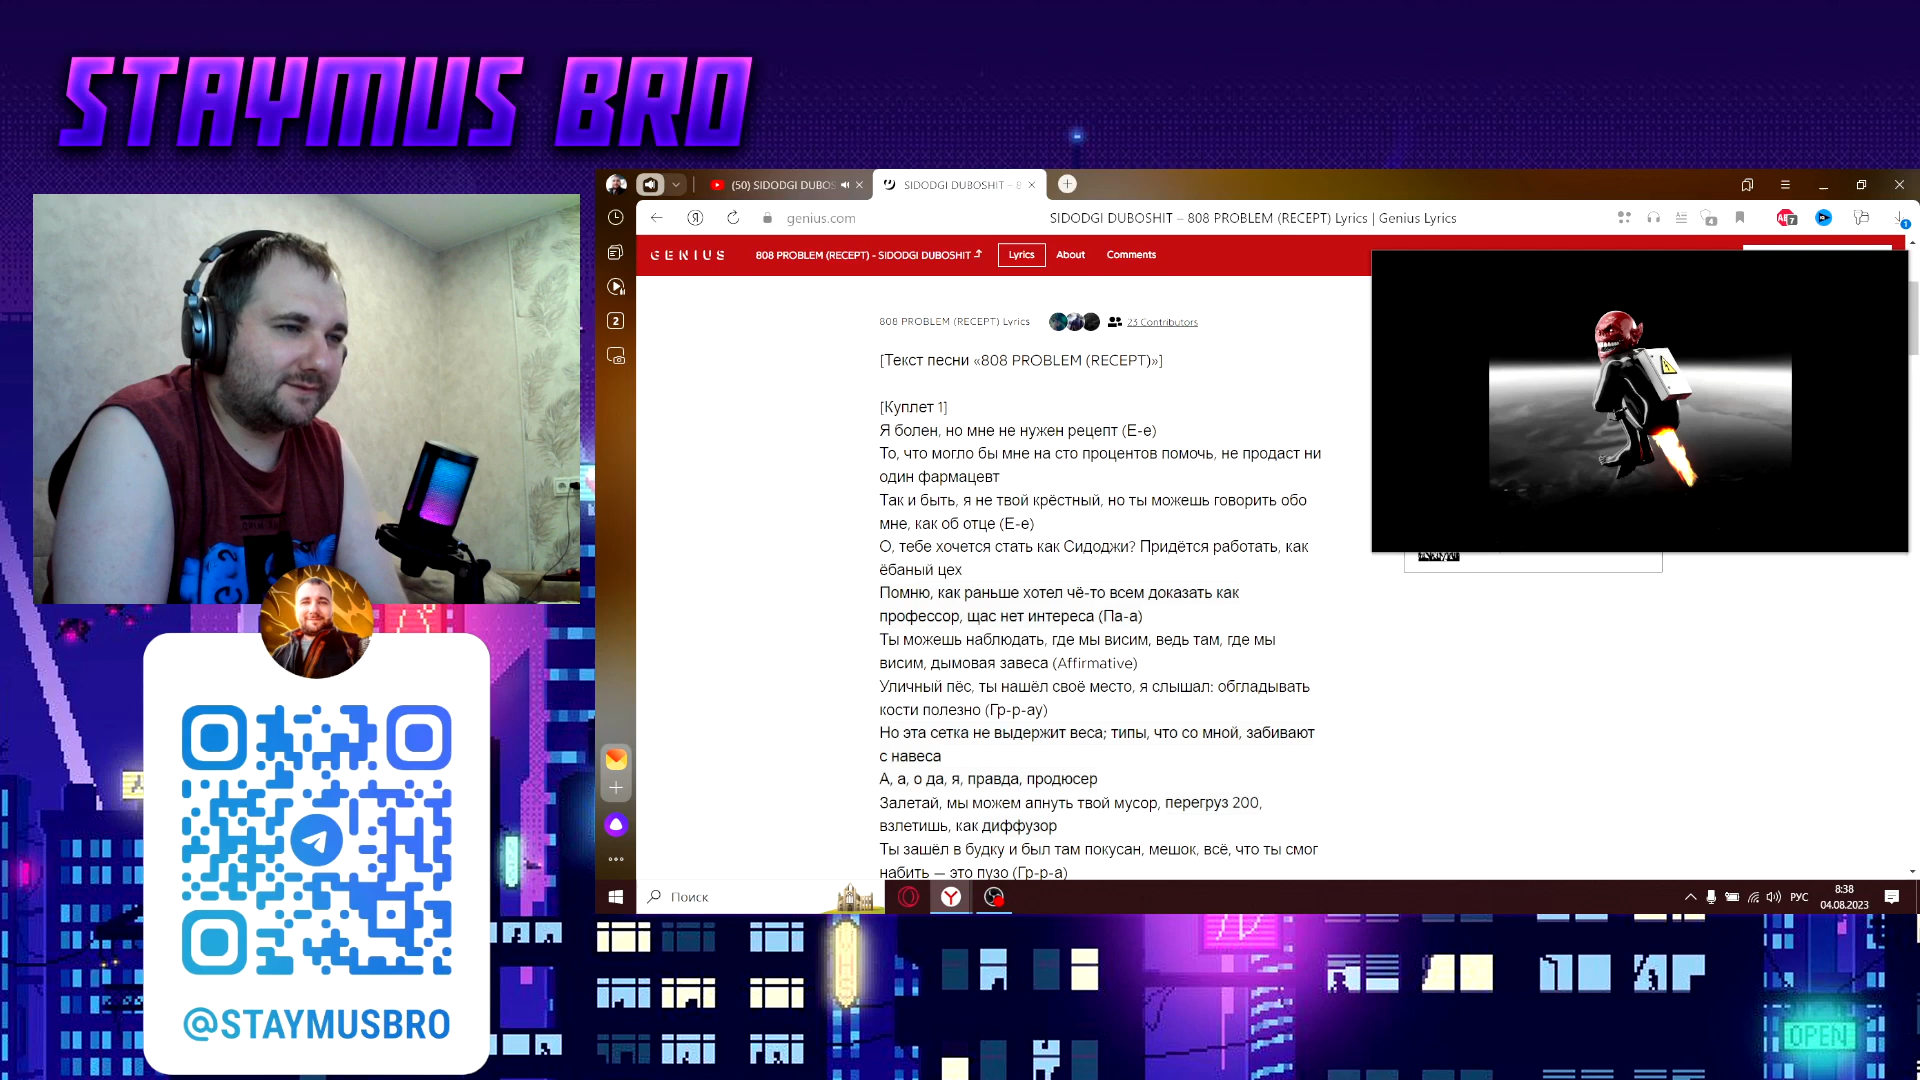 STAYMUS BRO
(50) SIDODGI DUBOS
SIDODGI DUBOSHIT – 8
genius.com
SIDODGI DUBOSHIT – 808 PROBLEM (RECEPT) Lyrics | Genius Lyrics
GENIUS
808 PROBLEM (RECEPT) - SIDODGI DUBOSHIT
Lyrics
About
Comments
2
808 PROBLEM (RECEPT) Lyrics
23 Contributors
[Текст песни «808 PROBLEM (RECEPT)»]
[Куплет 1]
Я болен, но мне не нужен рецепт (Е-е)
То, что могло бы мне на сто процентов помочь, не продаст ни
один фармацевт
Так и быть, я не твой крёстный, но ты можешь говорить обо
мне, как об отце (Е-е)
О, тебе хочется стать как Сидоджи? Придётся работать, как
ёбаный цех
Помню, как раньше хотел чё-то всем доказать как
профессор, щас нет интереса (Па-а)
Ты можешь наблюдать, где мы висим, ведь там, где мы
висим, дымовая завеса (Affirmative)
Уличный пёс, ты нашёл своё место, я слышал: обгладывать
кости полезно (Гр-р-ау)
Но эта сетка не выдержит веса; типы, что со мной, забивают
с навеса
А, а, о да, я, правда, продюсер
Залетай, мы можем апнуть твой мусор, перегруз 200,
взлетишь, как диффузор
Ты зашёл в будку и был там покусан, мешок, всё, что ты смог
набить — это пузо (Гр-р-а)
Поиск
РУС
8:38
04.08.2023
@STAYMUSBRO
OPEN